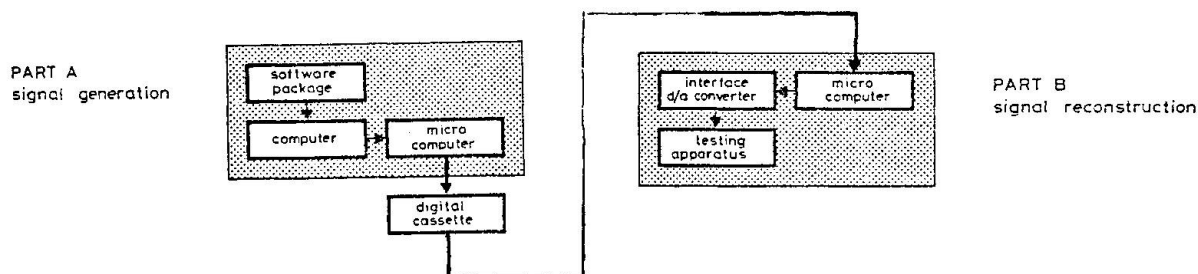 PART A
signal generation
software
package
computer
micro
computer
digital
cassette
interface
d/a converter
micro
computer
testing
apparatus
PART B
signal reconstruction